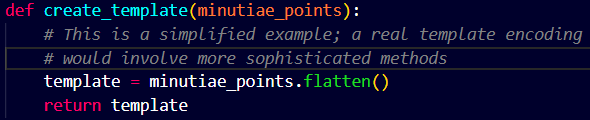 def create_template(minutiae_points):
    # This is a simplified example; a real template encoding
    # would involve more sophisticated methods
    template = minutiae_points.flatten()
    return template